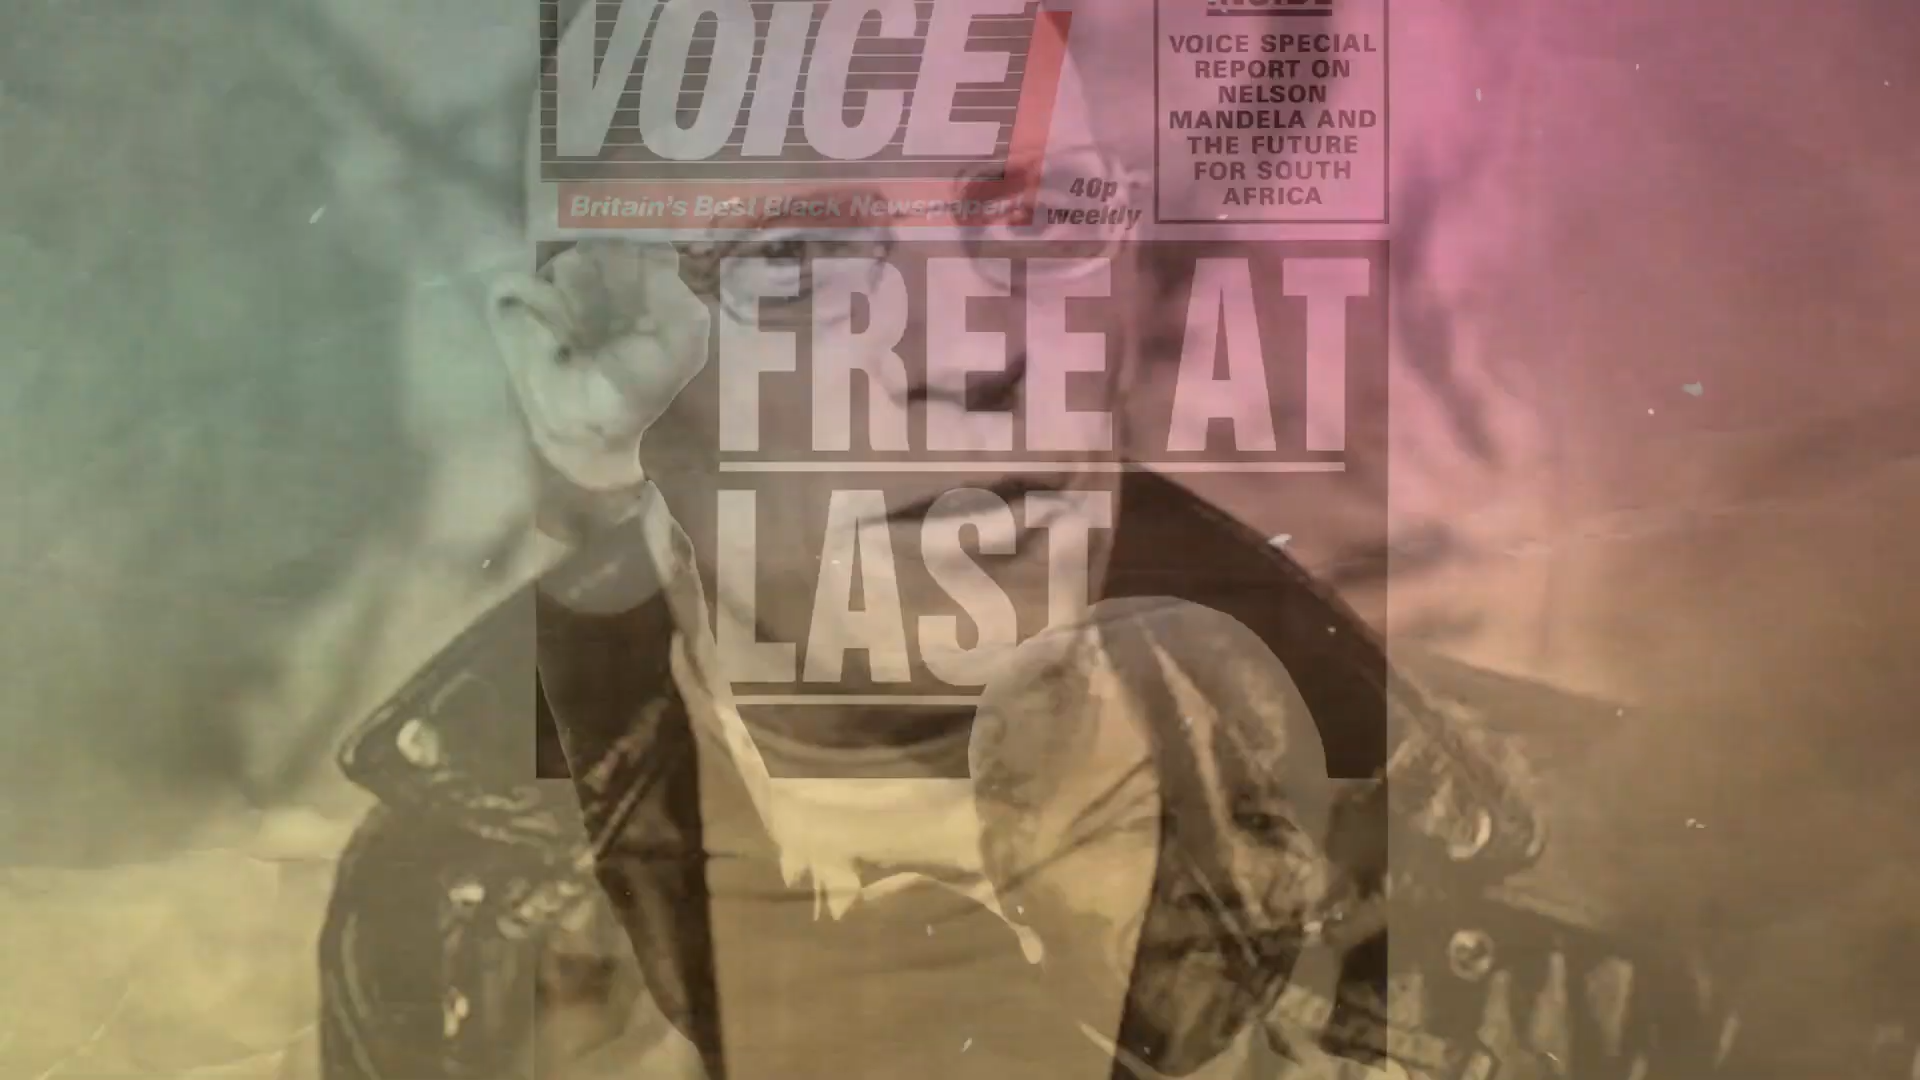 VOICE
Britain's Best Black Newspaper!
40p
weekly
INSIDE
VOICE SPECIAL
REPORT ON
NELSON
MANDELA AND
THE FUTURE
FOR SOUTH
AFRICA
FREE AT
LAST